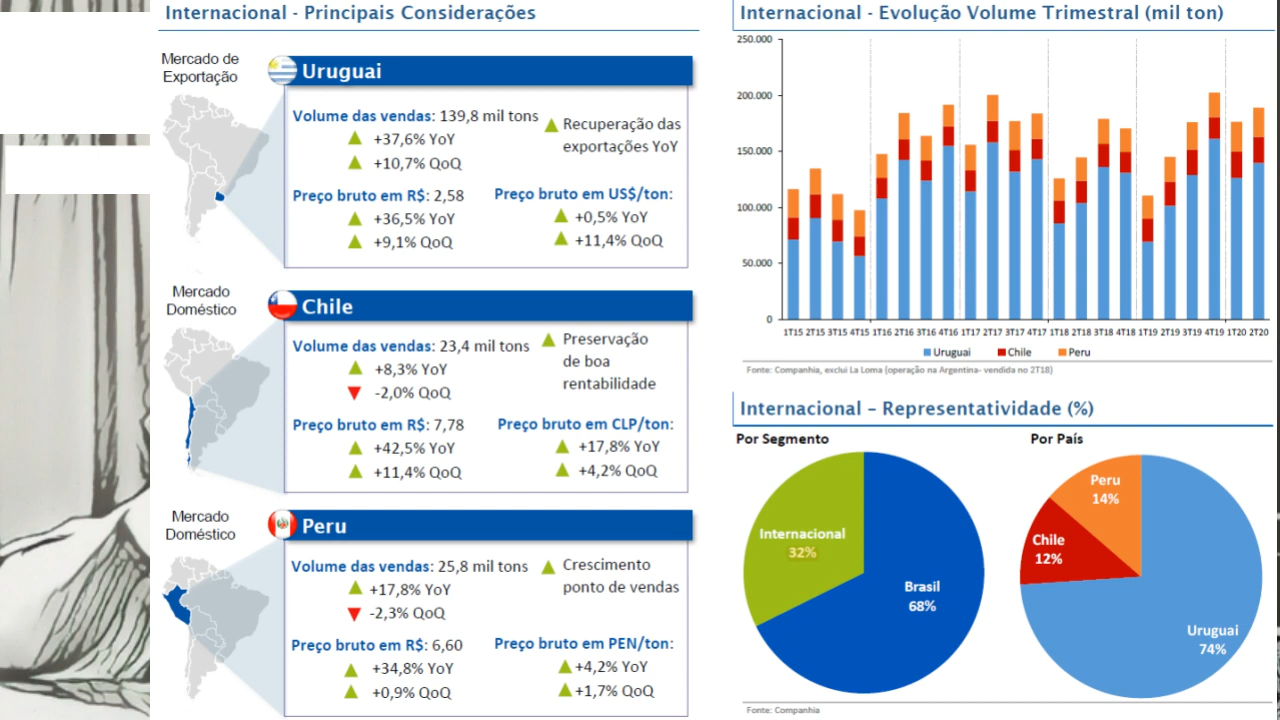 Internacional - Principais Considerações
Mercado de
Exportação
Uruguai
Volume das vendas: 139,8 mil tons
+37,6% YoY
+10,7% QoQ
Recuperação das
exportações YoY
Preço bruto em R$: 2,58
+36,5% YoY
+9,1% QoQ
Preço bruto em US$/ton:
+0,5% YoY
+11,4% QoQ
Mercado
Doméstico
Chile
Volume das vendas: 23,4 mil tons
+8,3% YoY
-2,0% QoQ
Preservação
de boa
rentabilidade
Preço bruto em R$: 7,78
+42,5% YoY
+11,4% QoQ
Preço bruto em CLP/ton:
+17,8% YoY
+4,2% QoQ
Mercado
Doméstico
Peru
Volume das vendas: 25,8 mil tons
+17,8% YoY
-2,3% QoQ
Crescimento
ponto de vendas
Preço bruto em R$: 6,60
+34,8% YoY
+0,9% QoQ
Preço bruto em PEN/ton:
+4,2% YoY
+1,7% QoQ
Internacional - Evolução Volume Trimestral (mil ton)
250.000
200.000
150.000
100.000
50.000
0
1T15 2T15 3T15 4T15 1T16 2T16 3T16 4T16 1T17 2T17 3T17 4T17 1T18 2T18 3T18 4T18 1T19 2T19 3T19 4T19 1T20 2T20
Uruguai Chile Peru
Fonte: Companhia, exclui La Loma (operação na Argentina- vendida no 2T18)
Internacional – Representatividade (%)
Por Segmento
Internacional
32%
Brasil
68%
Por País
Peru
14%
Chile
12%
Uruguai
74%
Fonte: Companhia